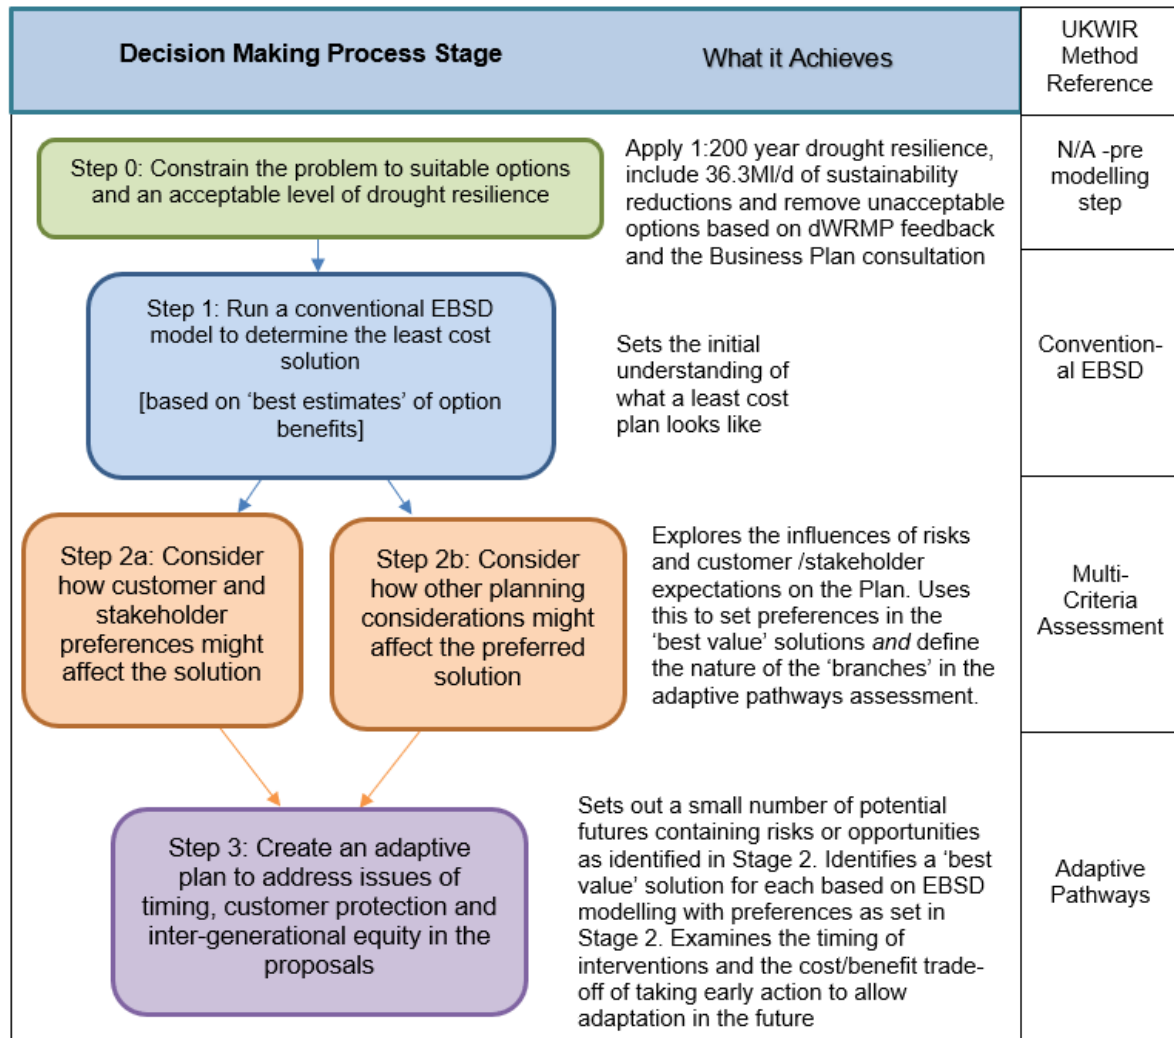 Decision Making Process Stage
What it Achieves
UKWIR
Method
Reference
Step 0: Constrain the problem to suitable options
and an acceptable level of drought resilience
Apply 1:200 year drought resilience,
include 36.3Ml/d of sustainability
reductions and remove unacceptable
options based on dWRMP feedback
and the Business Plan consultation
N/A -pre
modelling
step
Step 1: Run a conventional EBSD
model to determine the least cost
solution
[based on ‘best estimates’ of option
benefits]
Sets the initial
understanding of
what a least cost
plan looks like
Convention-
al EBSD
Step 2a: Consider
how customer and
stakeholder
preferences might
affect the solution
Step 2b: Consider
how other planning
considerations might
affect the preferred
solution
Explores the influences of risks
and customer /stakeholder
expectations on the Plan. Uses
this to set preferences in the
‘best value’ solutions and define
the nature of the ‘branches’ in the
adaptive pathways assessment.
Multi-
Criteria
Assessment
Step 3: Create an adaptive
plan to address issues of
timing, customer protection and
inter-generational equity in the
proposals
Sets out a small number of potential
futures containing risks or opportunities
as identified in Stage 2. Identifies a ‘best
value’ solution for each based on EBSD
modelling with preferences as set in
Stage 2. Examines the timing of
interventions and the cost/benefit trade-
off of taking early action to allow
adaptation in the future
Adaptive
Pathways